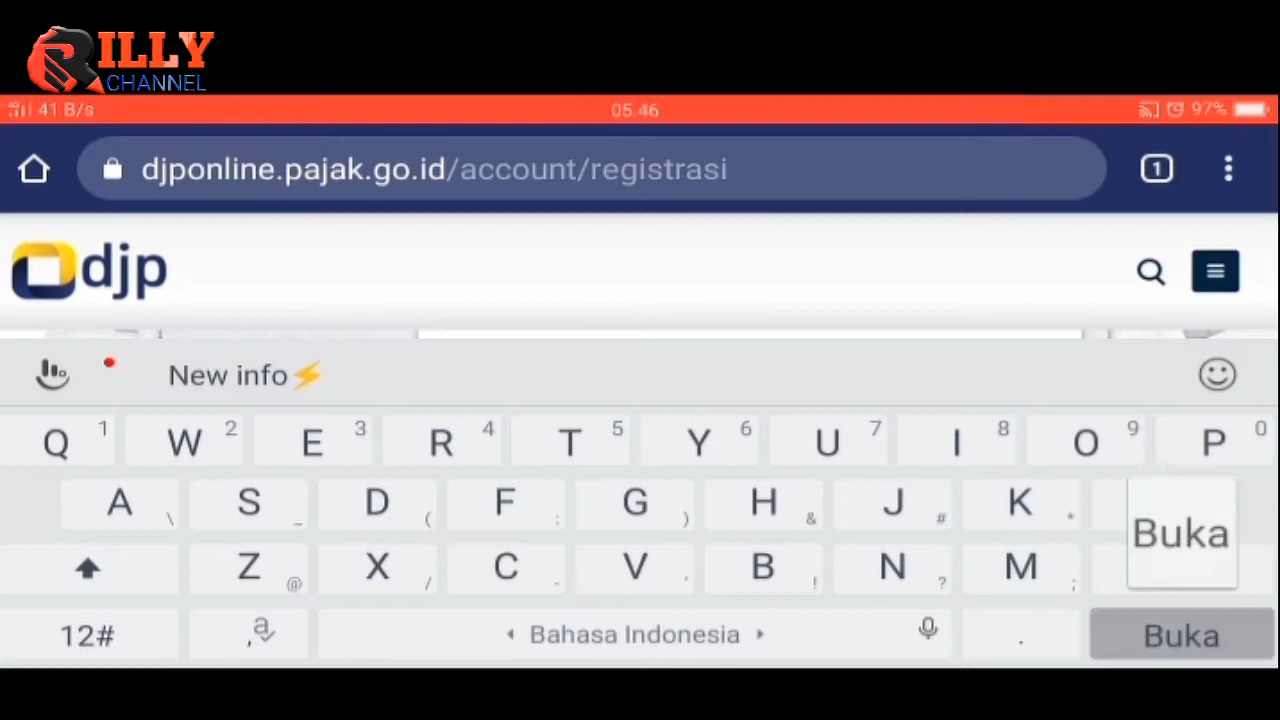 RILLY
CHANNEL
41 B/s 05.46 97%
djponline.pajak.go.id/account/registrasi 1
djp
New info⚡
Q 1 W 2 E 3 R 4 T 5 Y 6 U 7 I 8 O 9 P 0
A \ S _ D ( F : G ) H & J # K *
Buka
Z @ X / C - V B ! N ? M ;
12# , a Bahasa Indonesia . Buka